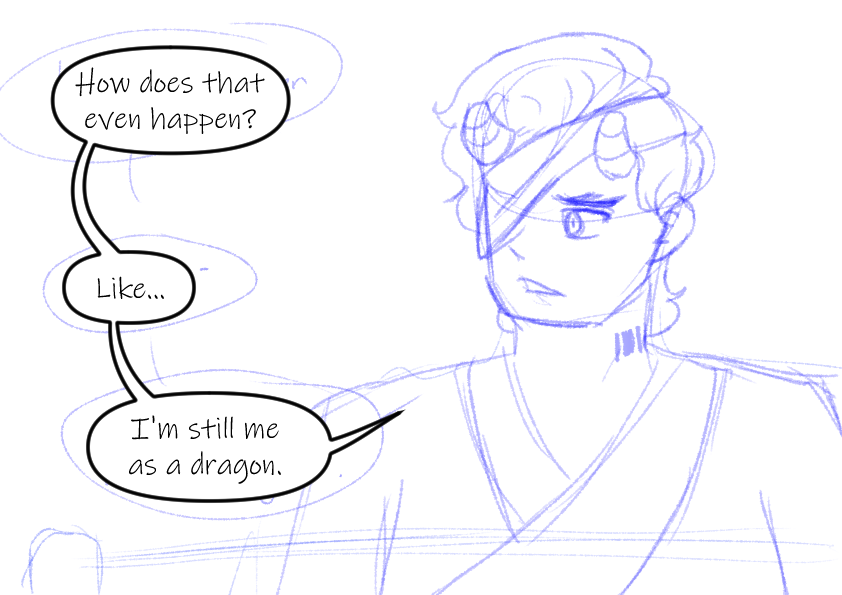 How does that
even happen?
Like...
I'm still me
as a dragon.